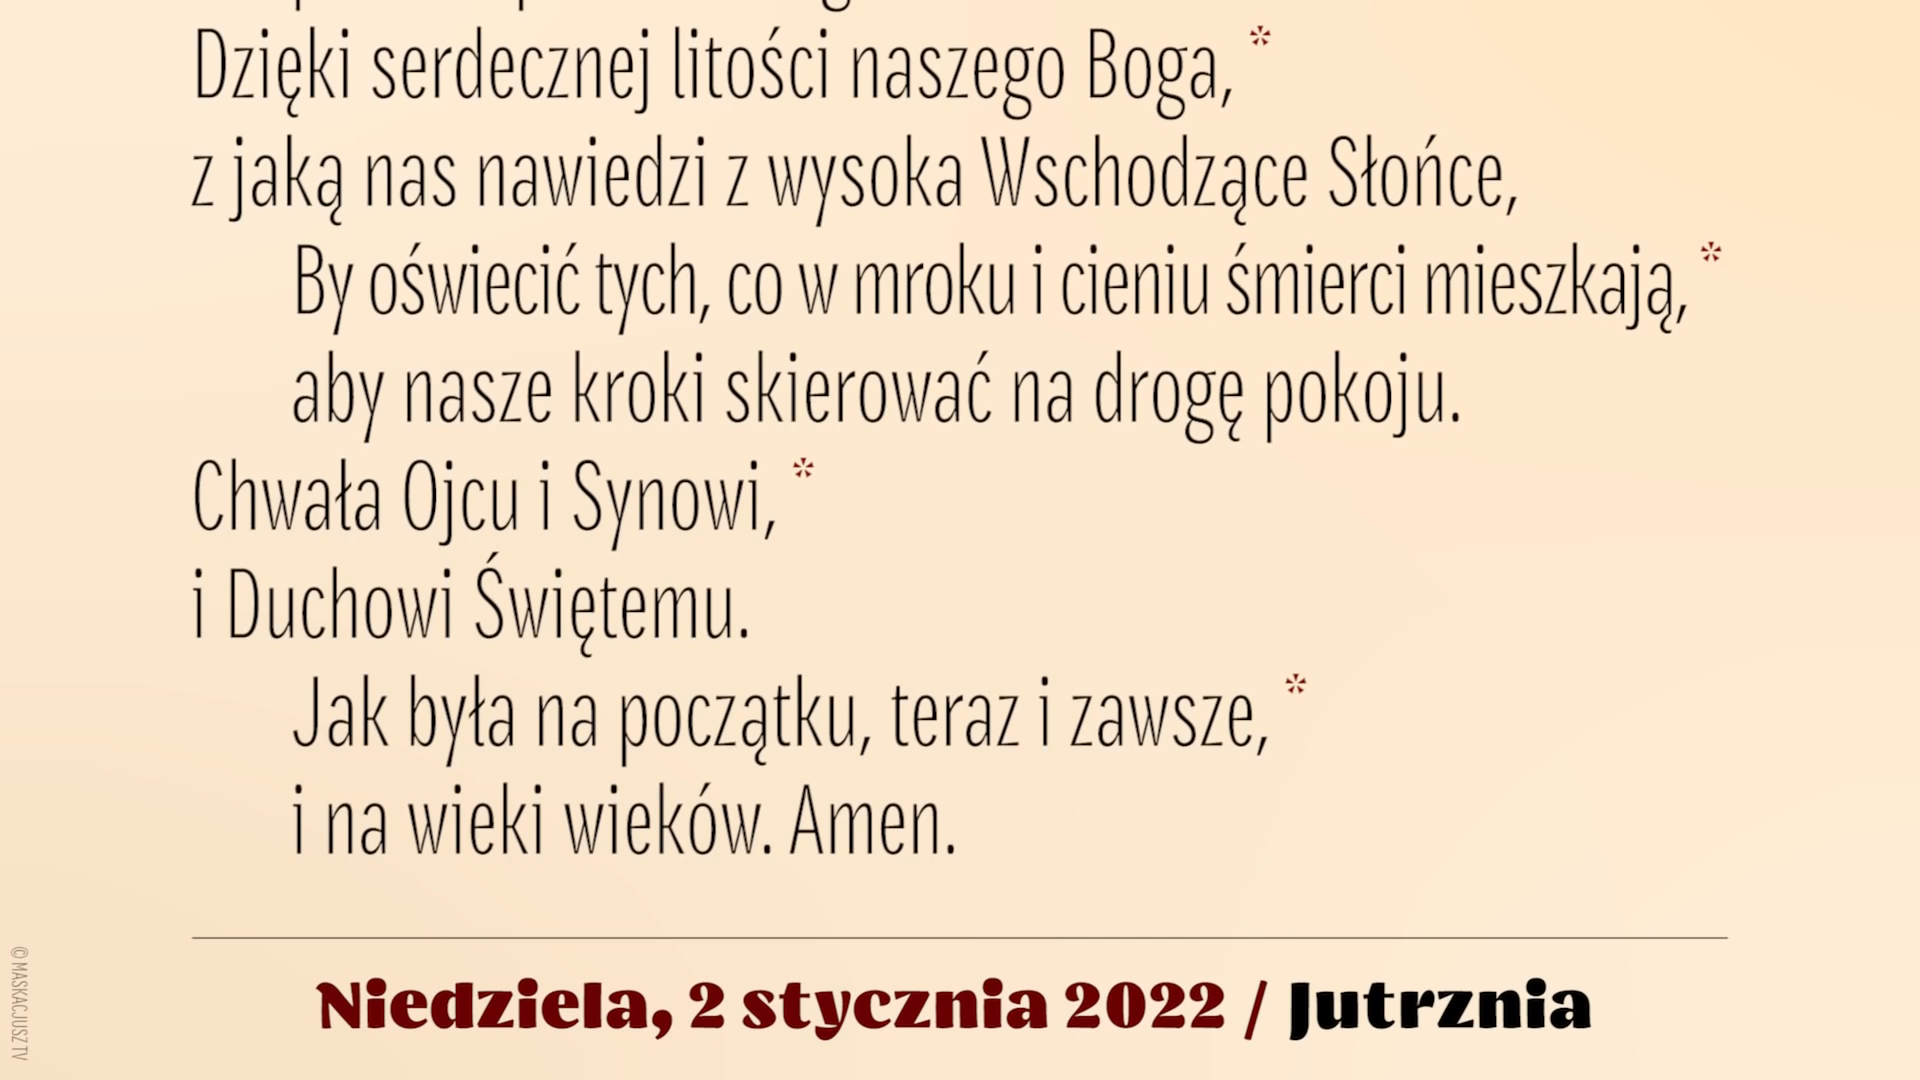 Dzięki serdecznej litości naszego Boga, *
z jaką nas nawiedzi z wysoka Wschodzące Słońce,
By oświecić tych, co w mroku i cieniu śmierci mieszkają, *
aby nasze kroki skierować na drogę pokoju.
Chwała Ojcu i Synowi, *
i Duchowi Świętemu.
Jak była na początku, teraz i zawsze, *
i na wieki wieków. Amen.
Niedziela, 2 stycznia 2022 / Jutrznia
© MASKACJUSZ TV